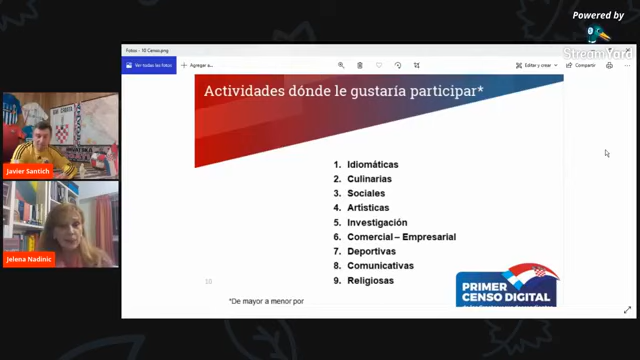 Powered by
StreamYard
Fotos - 10 Censo.png
Ver todas las fotos
Agregar a...
Editar y crear
Compartir
Actividades dónde le gustaría participar*
1. Idiomáticas
2. Culinarias
3. Sociales
4. Artisticas
5. Investigación
6. Comercial – Empresarial
7. Deportivas
8. Comunicativas
9. Religiosas
10
*De mayor a menor por
PRIMER
CENSO DIGITAL
Javier Santich
Jelena Nadinic